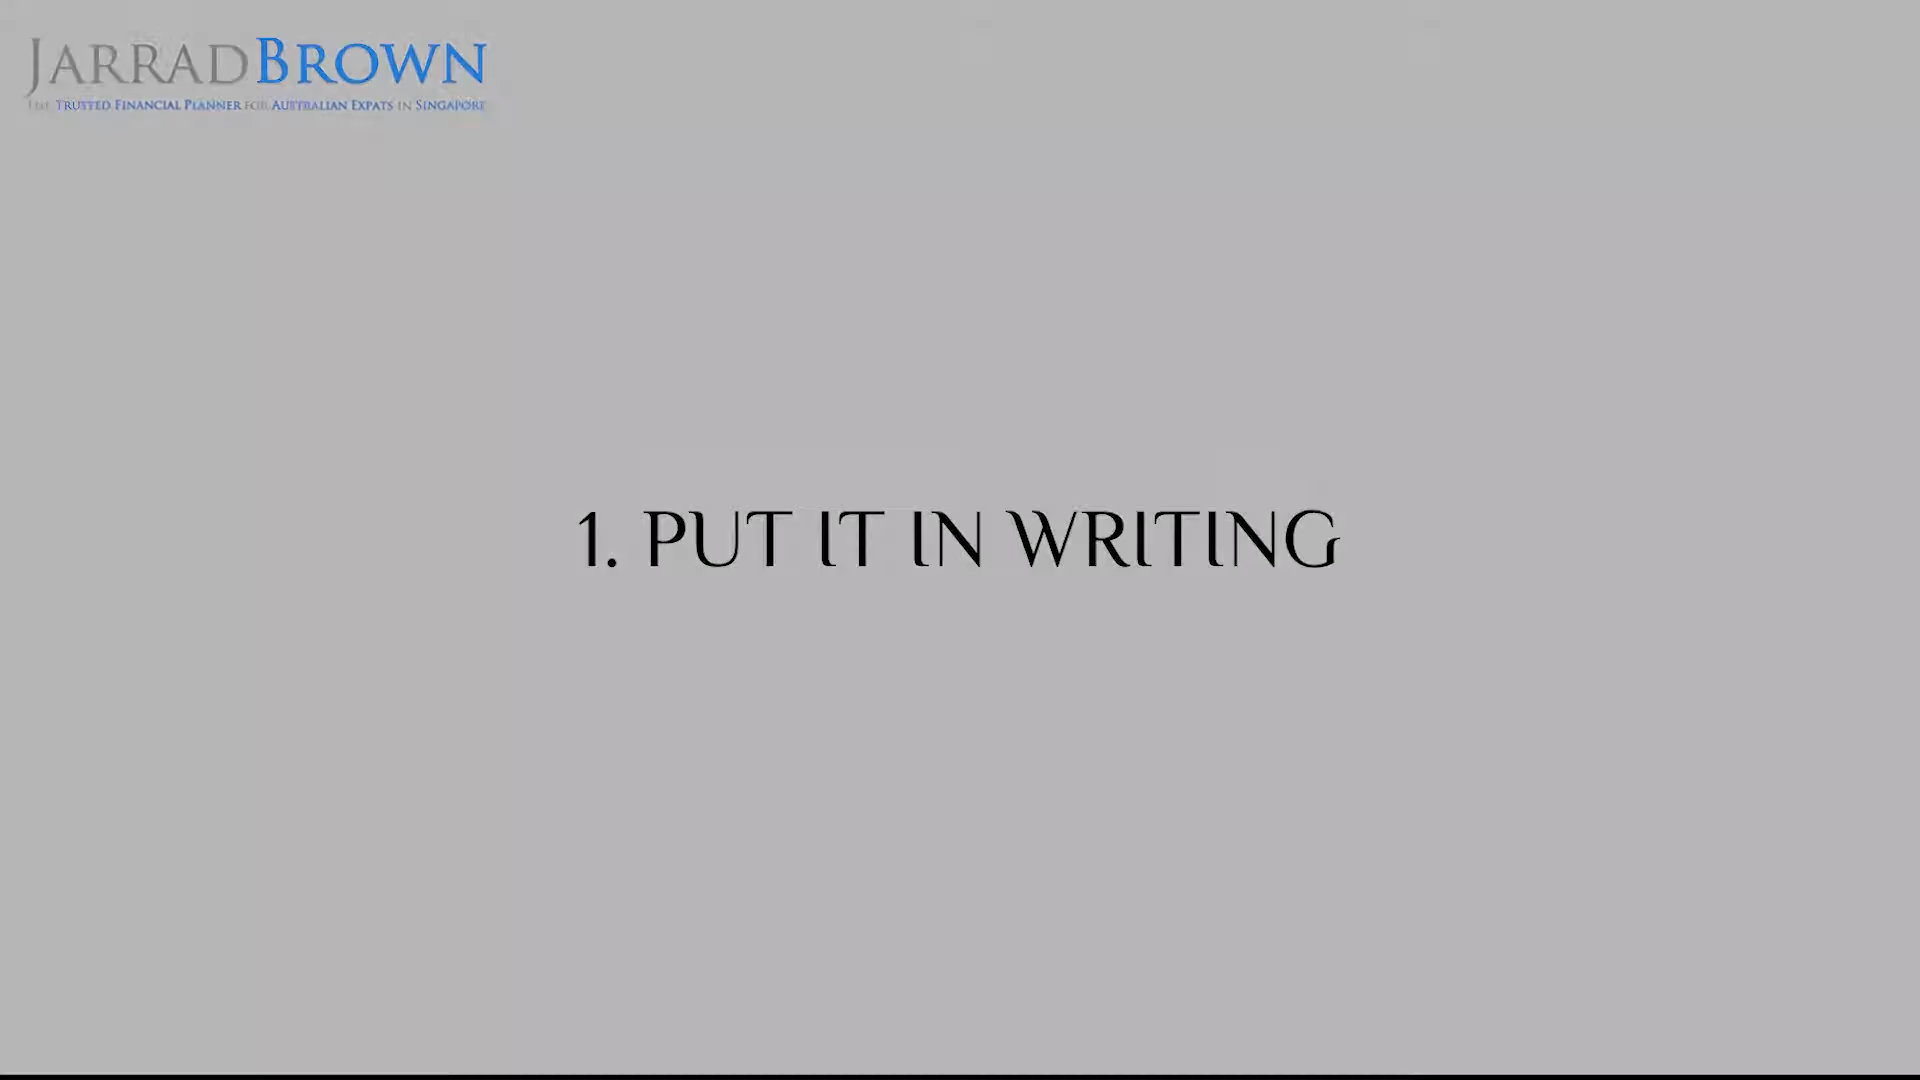 JARRADBROWN
THE TRUSTED FINANCIAL PLANNER FOR AUSTRALIAN EXPATS IN SINGAPORE
1. PUT IT IN WRITING